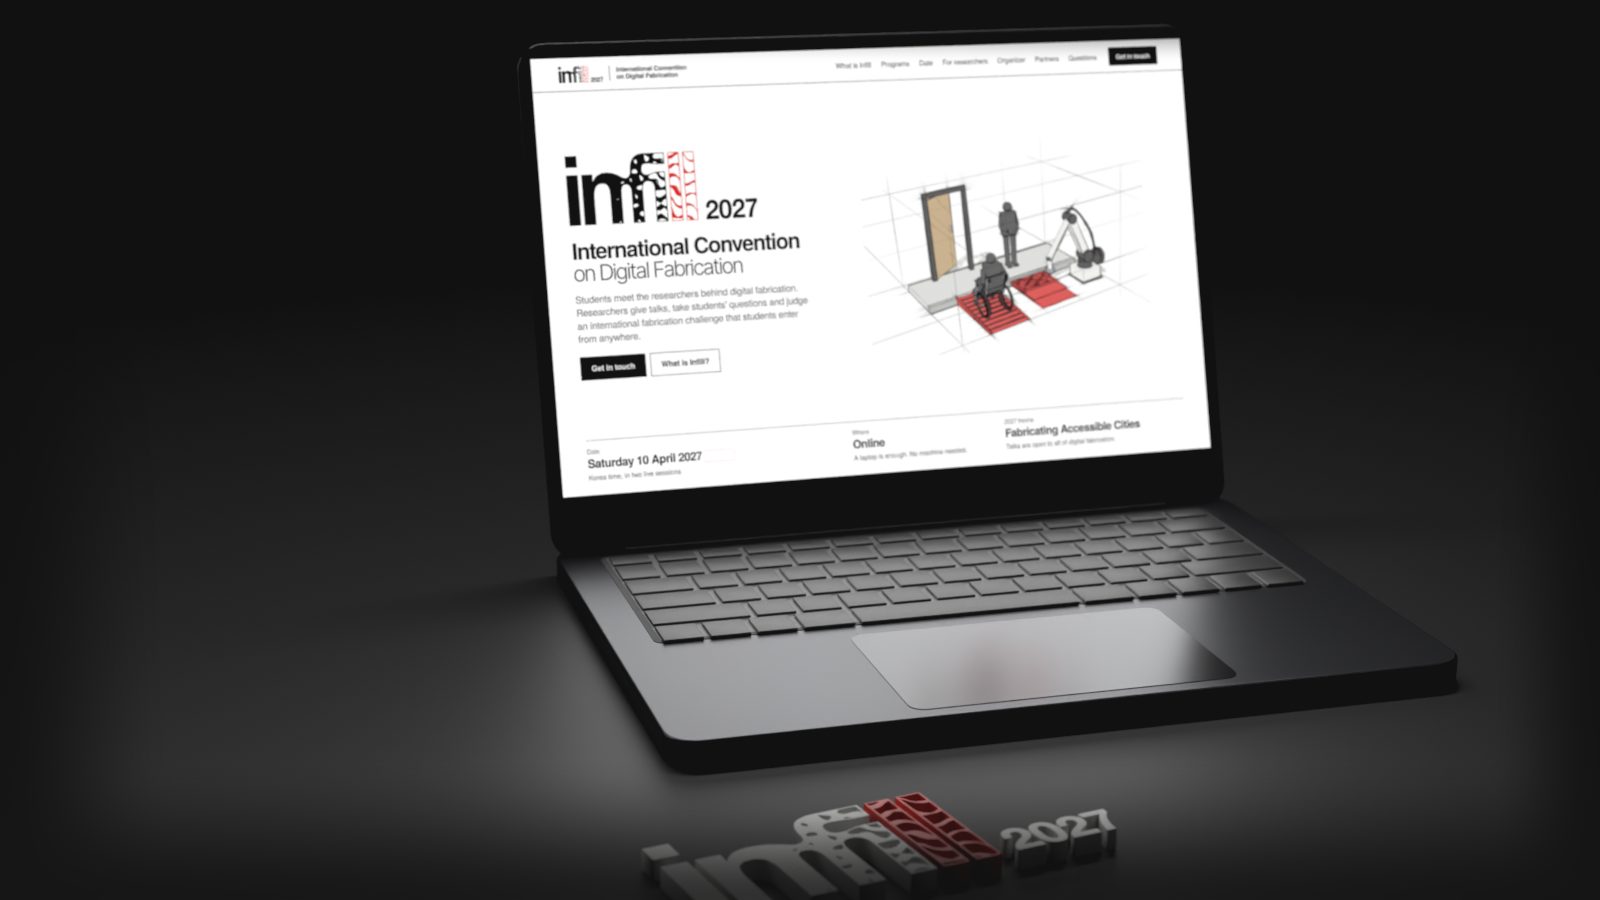 infill 2027
International Convention
on Digital Fabrication
What is Infill
Programs
Date
For researchers
Organizer
Partners
Questions
Get in touch
infill 2027
International Convention
on Digital Fabrication
Students meet the researchers behind digital fabrication.
Researchers give talks, take students' questions and judge
an international fabrication challenge that students enter
from anywhere.
Get in touch
What is Infill?
Date
Saturday 10 April 2027
Korea time, in two live sessions
Where
Online
A laptop is enough. No machine needed.
2027 theme
Fabricating Accessible Cities
Talks are open to all of digital fabrication.
infill 2027